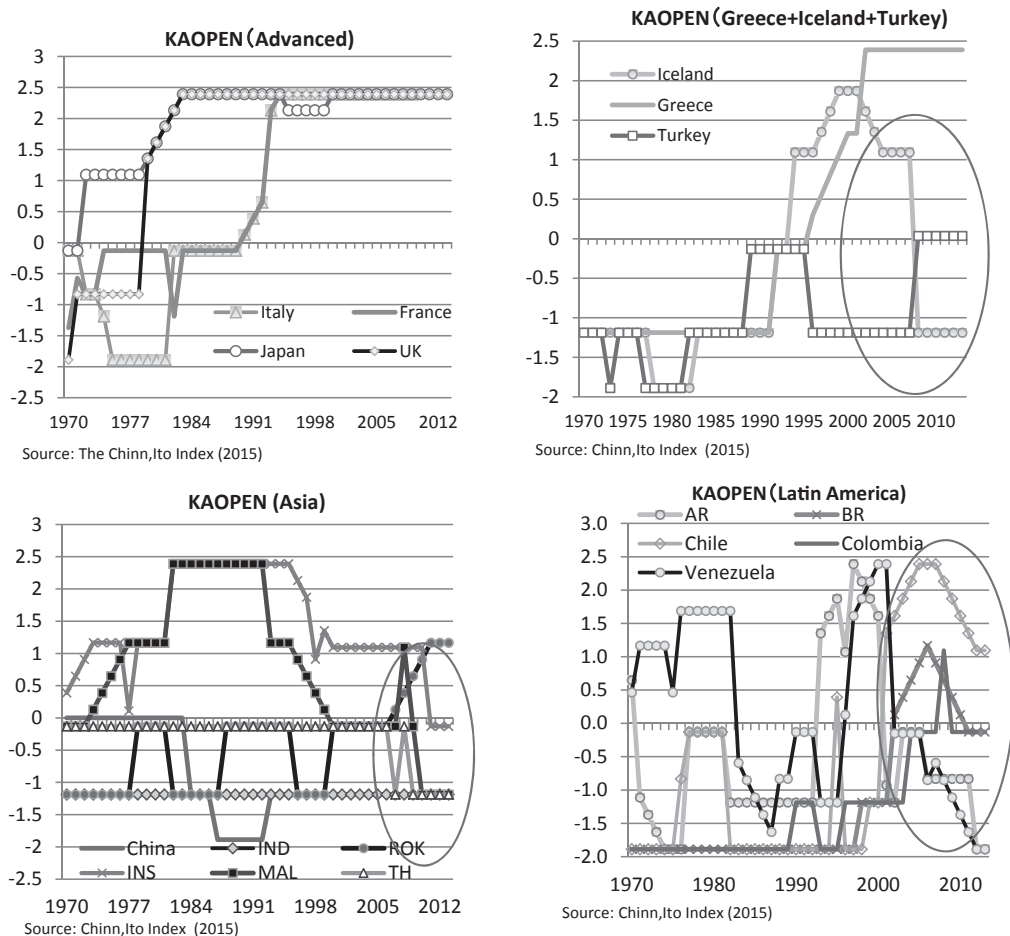 KAOPEN（Advanced)
3
2.5
2
1.5
1
0.5
0
-0.5
-1
-1.5
-2
-2.5
Italy France
Japan UK
1970 1977 1984 1991 1998 2005 2012
Source: The Chinn,Ito Index (2015)
KAOPEN（Greece+Iceland+Turkey)
2.5
2
1.5
1
0.5
0
-0.5
-1
-1.5
-2
Iceland
Greece
Turkey
1970 1975 1980 1985 1990 1995 2000 2005 2010
Source: Chinn,Ito Index (2015)
KAOPEN (Asia)
3
2.5
2
1.5
1
0.5
0
-0.5
-1
-1.5
-2
-2.5
China IND ROK
INS MAL TH
1970 1977 1984 1991 1998 2005 2012
Source: Chinn,Ito Index (2015)
KAOPEN（Latin America)
AR BR
Chile Colombia
Venezuela
3.0
2.5
2.0
1.5
1.0
0.5
0.0
-0.5
-1.0
-1.5
-2.0
1970 1980 1990 2000 2010
Source: Chinn,Ito Index (2015)